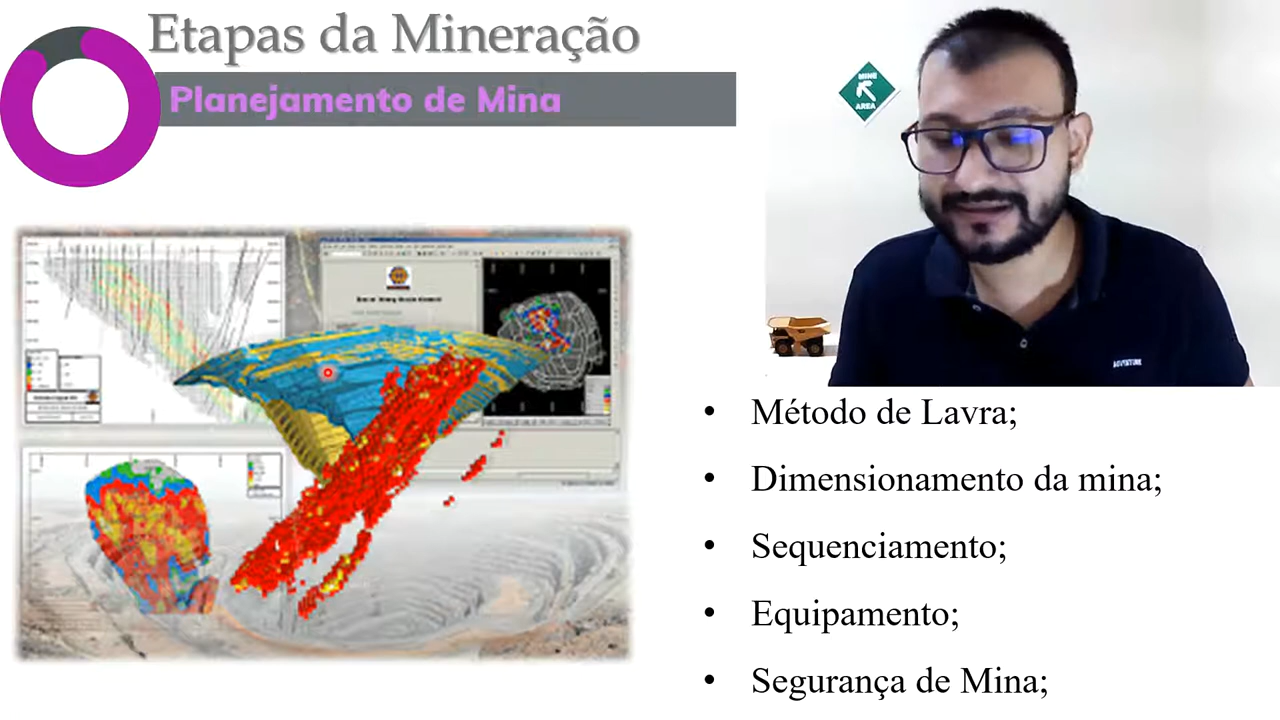 Etapas da Mineração
Planejamento de Mina
MINE
AREA
ADVENTURE
• Método de Lavra;
• Dimensionamento da mina;
• Sequenciamento;
• Equipamento;
• Segurança de Mina;